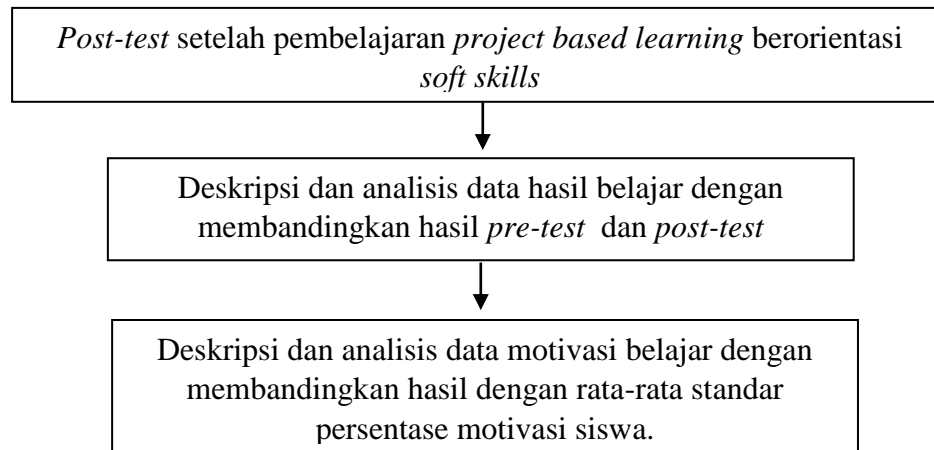 Post-test setelah pembelajaran project based learning berorientasi
soft skills
Deskripsi dan analisis data hasil belajar dengan
membandingkan hasil pre-test dan post-test
Deskripsi dan analisis data motivasi belajar dengan
membandingkan hasil dengan rata-rata standar
persentase motivasi siswa.